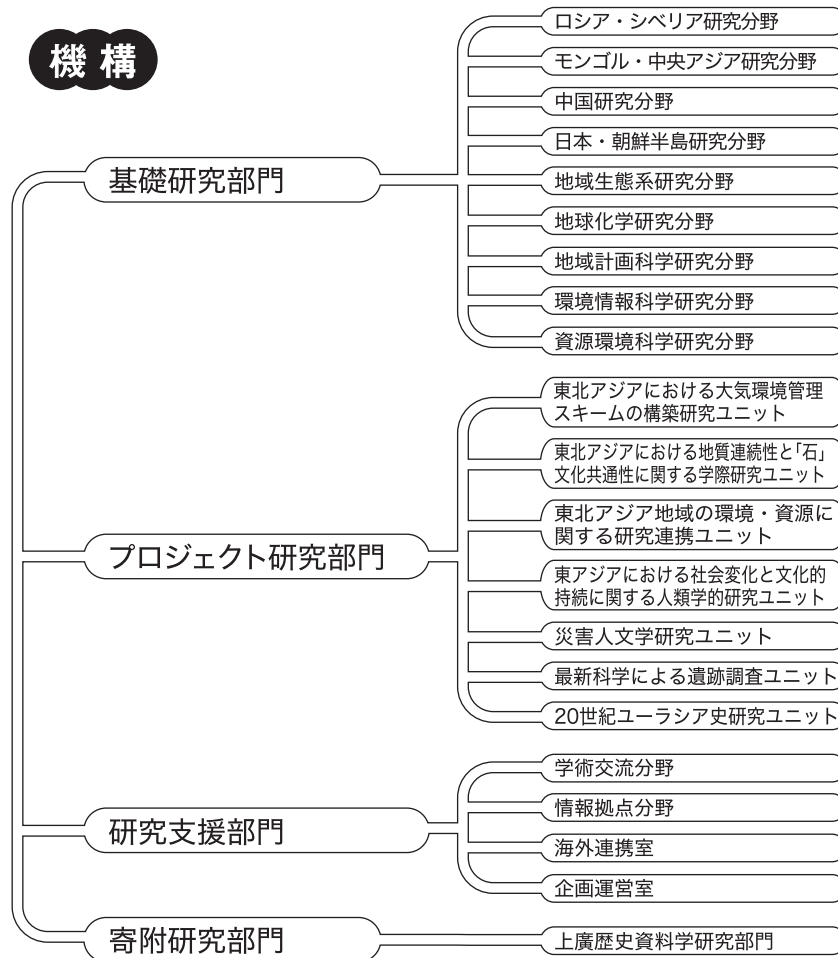 機構
基礎研究部門
ロシア・シベリア研究分野
モンゴル・中央アジア研究分野
中国研究分野
日本・朝鮮半島研究分野
地域生態系研究分野
地球化学研究分野
地域計画科学研究分野
環境情報科学研究分野
資源環境科学研究分野
プロジェクト研究部門
東北アジアにおける大気環境管理
スキームの構築研究ユニット
東北アジアにおける地質連続性と「石」
文化共通性に関する学際研究ユニット
東北アジア地域の環境・資源に
関する研究連携ユニット
東アジアにおける社会変化と文化的
持続に関する人類学的研究ユニット
災害人文学研究ユニット
最新科学による遺跡調査ユニット
20世紀ユーラシア史研究ユニット
研究支援部門
学術交流分野
情報拠点分野
海外連携室
企画運営室
寄附研究部門
上廣歴史資料学研究部門